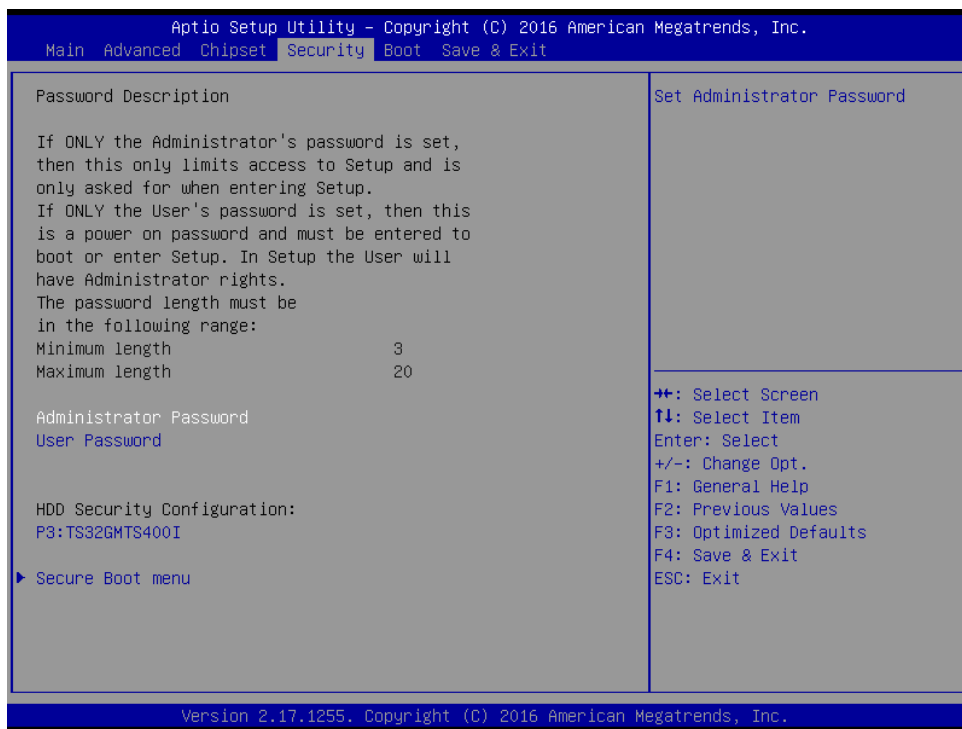 Aptio Setup Utility – Copyright (C) 2016 American Megatrends, Inc.
Main Advanced Chipset Security Boot Save & Exit
Password Description
If ONLY the Administrator's password is set,
then this only limits access to Setup and is
only asked for when entering Setup.
If ONLY the User's password is set, then this
is a power on password and must be entered to
boot or enter Setup. In Setup the User will
have Administrator rights.
The password length must be
in the following range:
Minimum length 3
Maximum length 20
Administrator Password
User Password
HDD Security Configuration:
P3:TS32GMTS400I
Secure Boot menu
Set Administrator Password
→←: Select Screen
↑↓: Select Item
Enter: Select
+/-: Change Opt.
F1: General Help
F2: Previous Values
F3: Optimized Defaults
F4: Save & Exit
ESC: Exit
Version 2.17.1255. Copyright (C) 2016 American Megatrends, Inc.